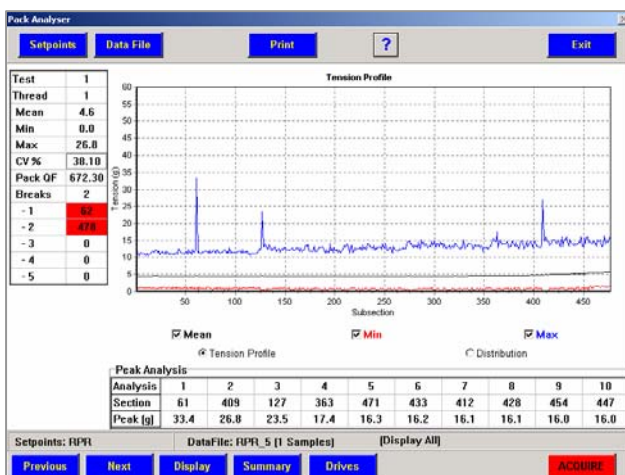 Pack Analyser
Setpoints Data File Print ? Exit
Test 1
Thread 1
Mean 4.6
Min 0.0
Max 26.8
CV % 38.10
Pack QF 672.30
Breaks 2
- 1 62
- 2 478
- 3 0
- 4 0
- 5 0
Tension Profile
Tension (g)
60
55
50
45
40
35
30
25
20
15
10
5
0
50 100 150 200 250 300 350 400 450
Subsection
Mean Min Max
Tension Profile Distribution
Peak Analysis
Analysis 1 2 3 4 5 6 7 8 9 10
Section 61 409 127 363 471 433 412 428 454 447
Peak (g) 33.4 26.8 23.5 17.4 16.3 16.2 16.1 16.1 16.0 16.0
Setpoints: RPR DataFile: RPR_5 (1 Samples) (Display All)
Previous Next Display Summary Drives ACQUIRE